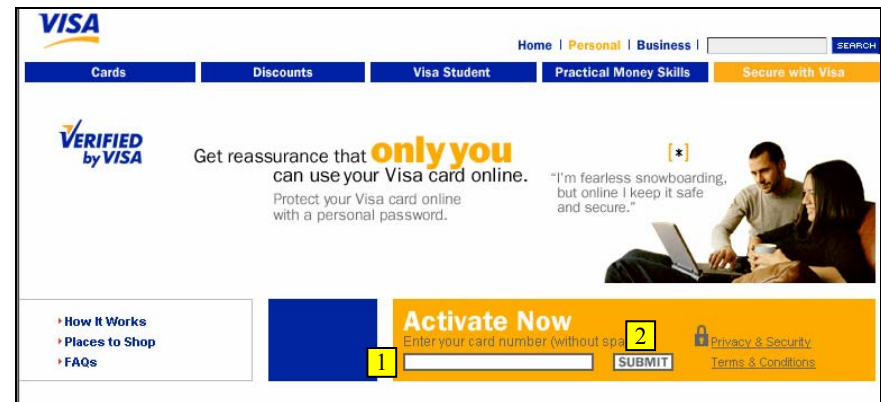 VISA
Home | Personal | Business | SEARCH
Cards Discounts Visa Student Practical Money Skills Secure with Visa
VERIFIED
by VISA
Get reassurance that only you
can use your Visa card online.
Protect your Visa card online
with a personal password.
[*]
“I'm fearless snowboarding,
but online I keep it safe
and secure.”
How It Works
Places to Shop
FAQs
Activate Now
Enter your card number (without spa
2
Privacy & Security
1
SUBMIT
Terms & Conditions